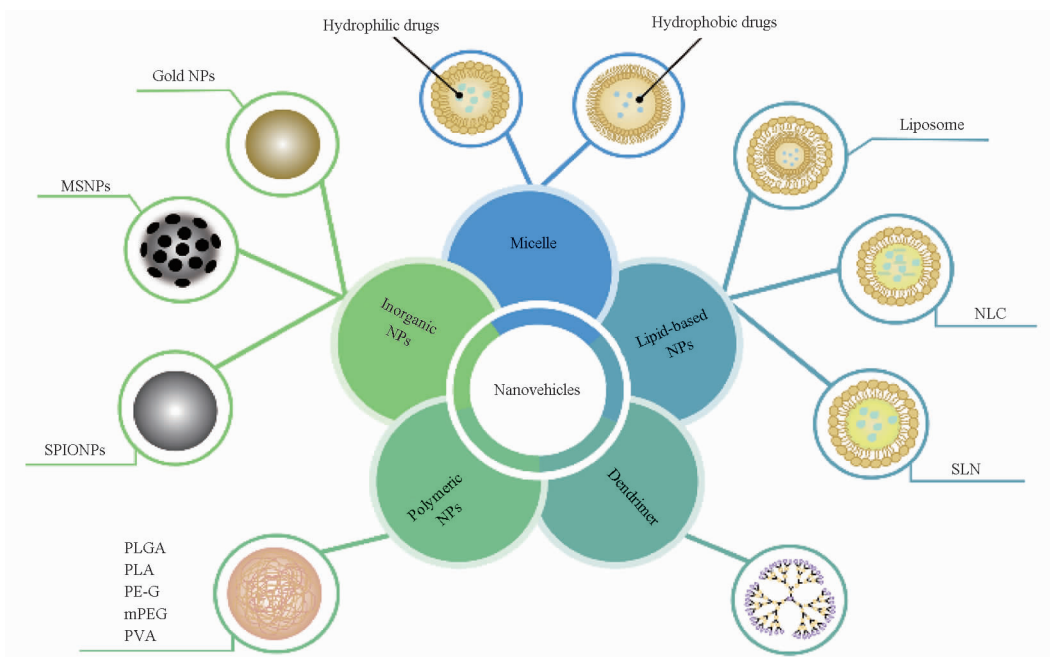 Hydrophilic drugs
Hydrophobic drugs
Gold NPs
Liposome
MSNPs
Micelle
Inorganic
NPs
Lipid-based
NPs
NLC
Nanovehicles
SPIONPs
SLN
Polymeric
NPs
Dendrimer
PLGA
PLA
PE-G
mPEG
PVA